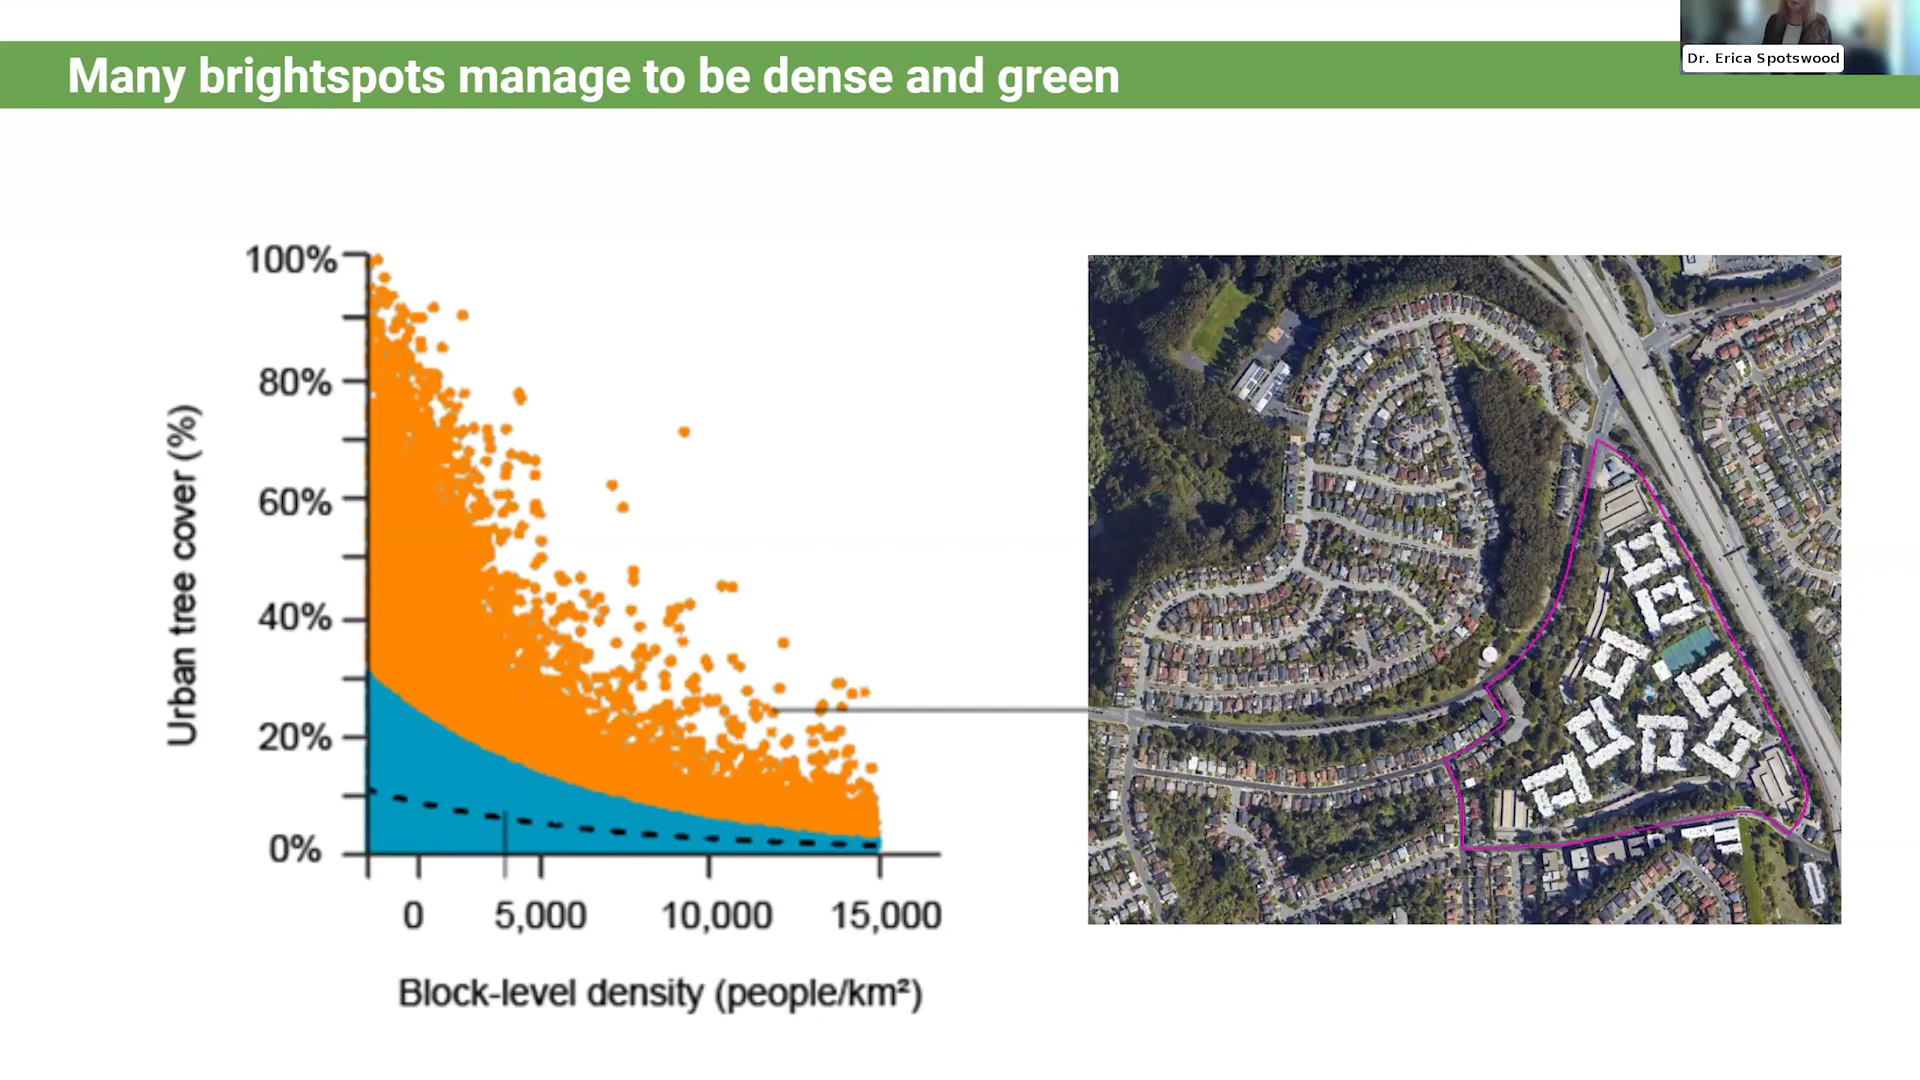 Many brightspots manage to be dense and green
Dr. Erica Spotswood
100%
80%
60%
40%
20%
0%
Urban tree cover (%)
0 5,000 10,000 15,000
Block-level density (people/km²)